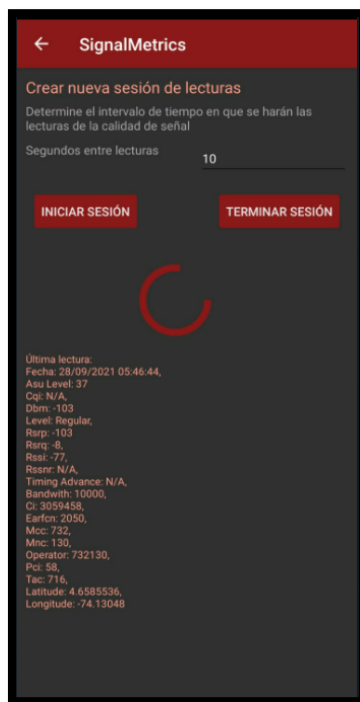 SignalMetrics
Crear nueva sesión de lecturas
Determine el intervalo de tiempo en que se harán las
lecturas de la calidad de señal
Segundos entre lecturas
10
INICIAR SESIÓN
TERMINAR SESIÓN
Última lectura:
Fecha: 28/09/2021 05:46:44,
Asu Level: 37
Cqi: N/A,
Dbm: -103
Level: Regular,
Rsrp: -103
Rsrq: -8,
Rssi: -77,
Rssnr: N/A,
Timing Advance: N/A,
Bandwith: 10000,
Ci: 3059458,
Earfcn: 2050,
Mcc: 732,
Mnc: 130,
Operator: 732130,
Pci: 58,
Tac: 716,
Latitude: 4.6585536,
Longitude: -74.13048